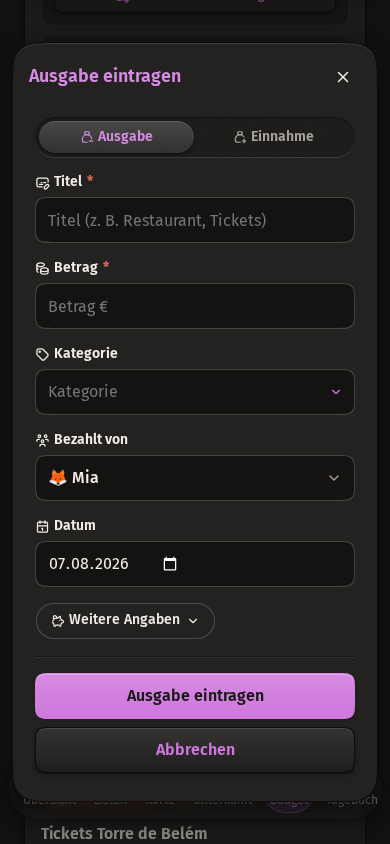 Ausgabe eintragen
Ausgabe
Einnahme
Titel *
Titel (z. B. Restaurant, Tickets)
Betrag *
Betrag €
Kategorie
Kategorie
Bezahlt von
🦊 Mia
Datum
07.08.2026
Weitere Angaben
Ausgabe eintragen
Abbrechen
Tickets Torre de Belém